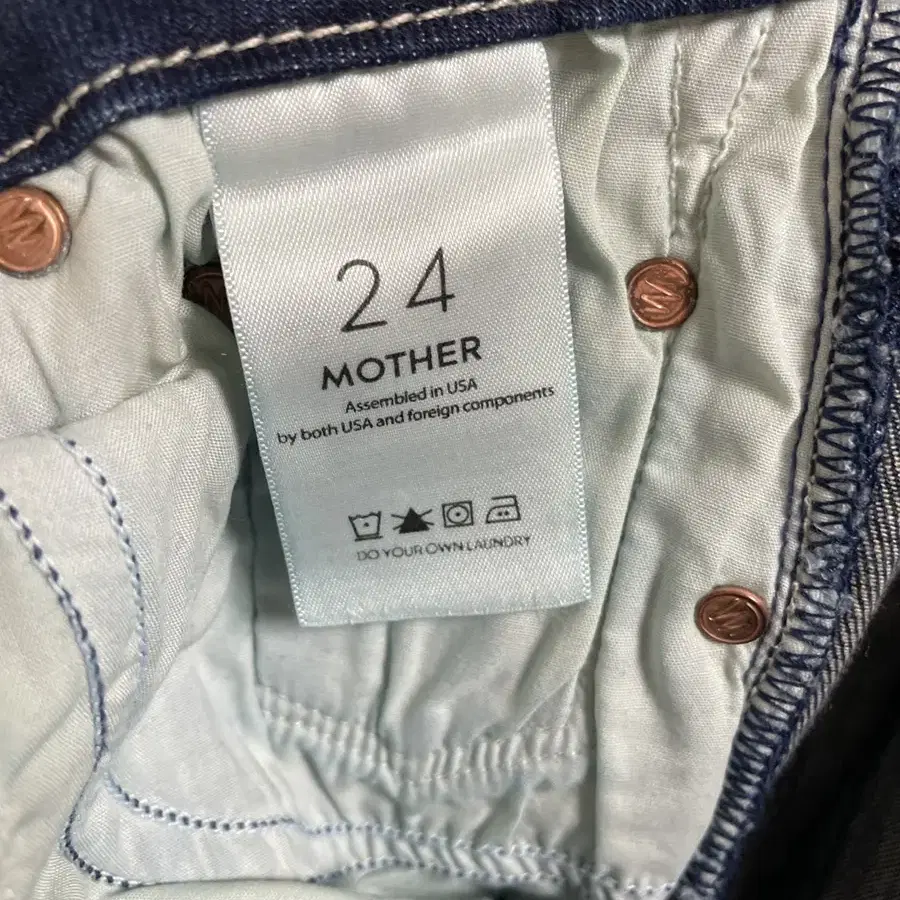 24
MOTHER
Assembled in USA
by both USA and foreign components
DO YOUR OWN LAUNDRY